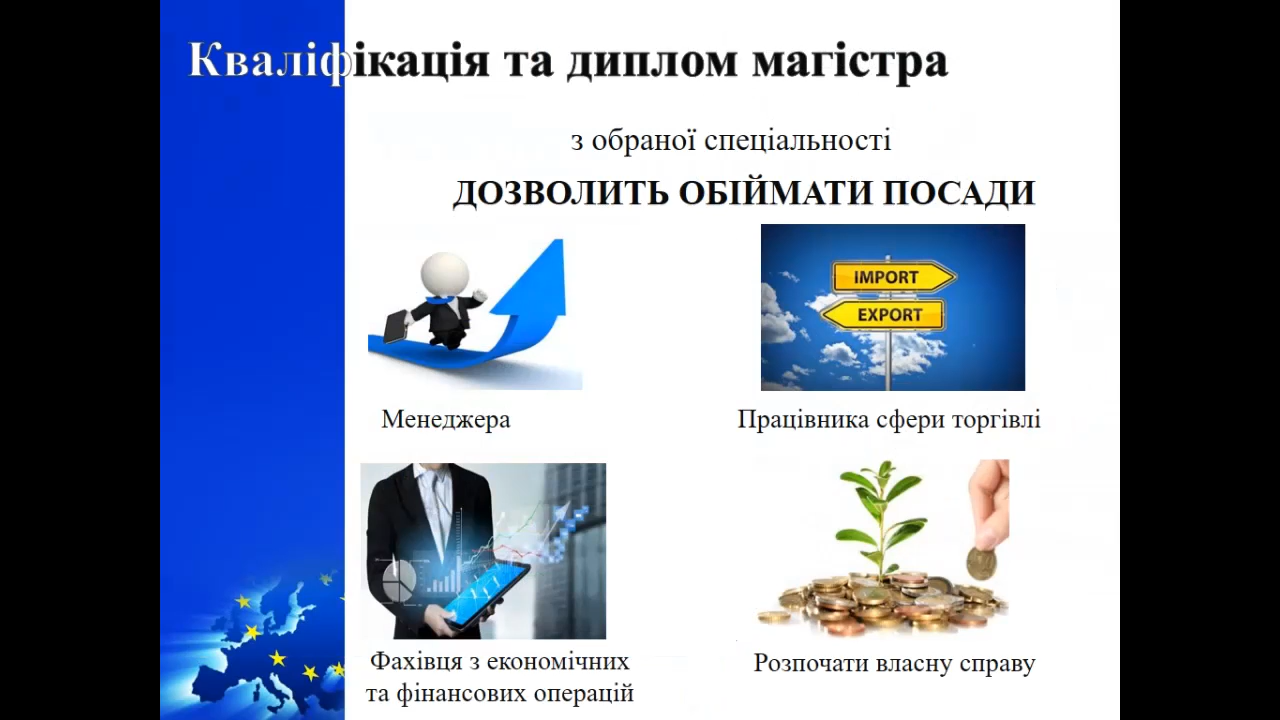 Кваліфікація та диплом магістра
з обраної спеціальності
ДОЗВОЛИТЬ ОБІЙМАТИ ПОСАДИ
IMPORT
EXPORT
Менеджера
Працівника сфери торгівлі
Фахівця з економічних
та фінансових операцій
Розпочати власну справу